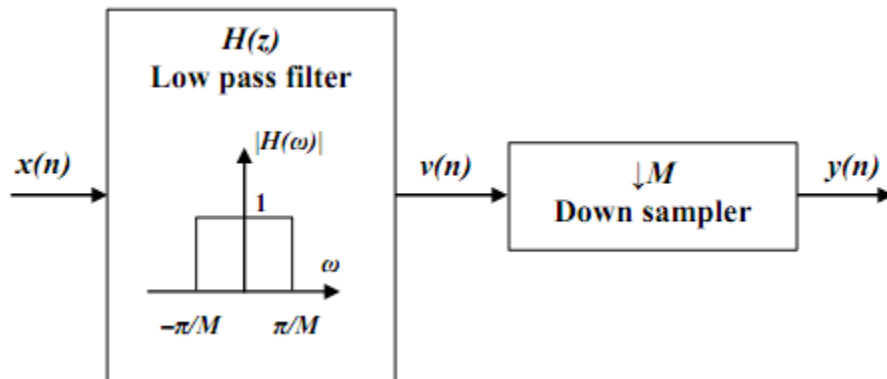 H(z)
Low pass filter
|H(ω)|
x(n)
v(n)
↓M
y(n)
Down sampler
1
ω
−π/M
π/M